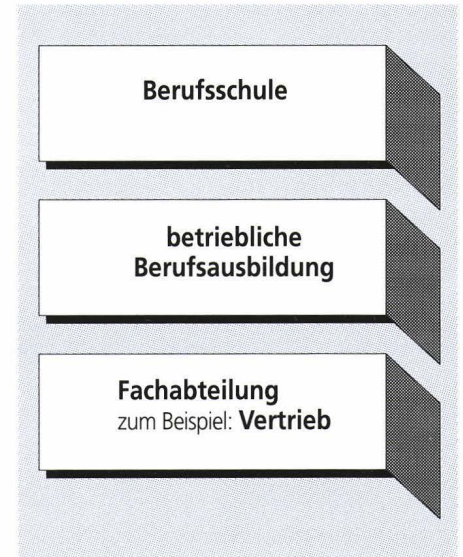 Berufsschule
betriebliche
Berufsausbildung
Fachabteilung
zum Beispiel: Vertrieb